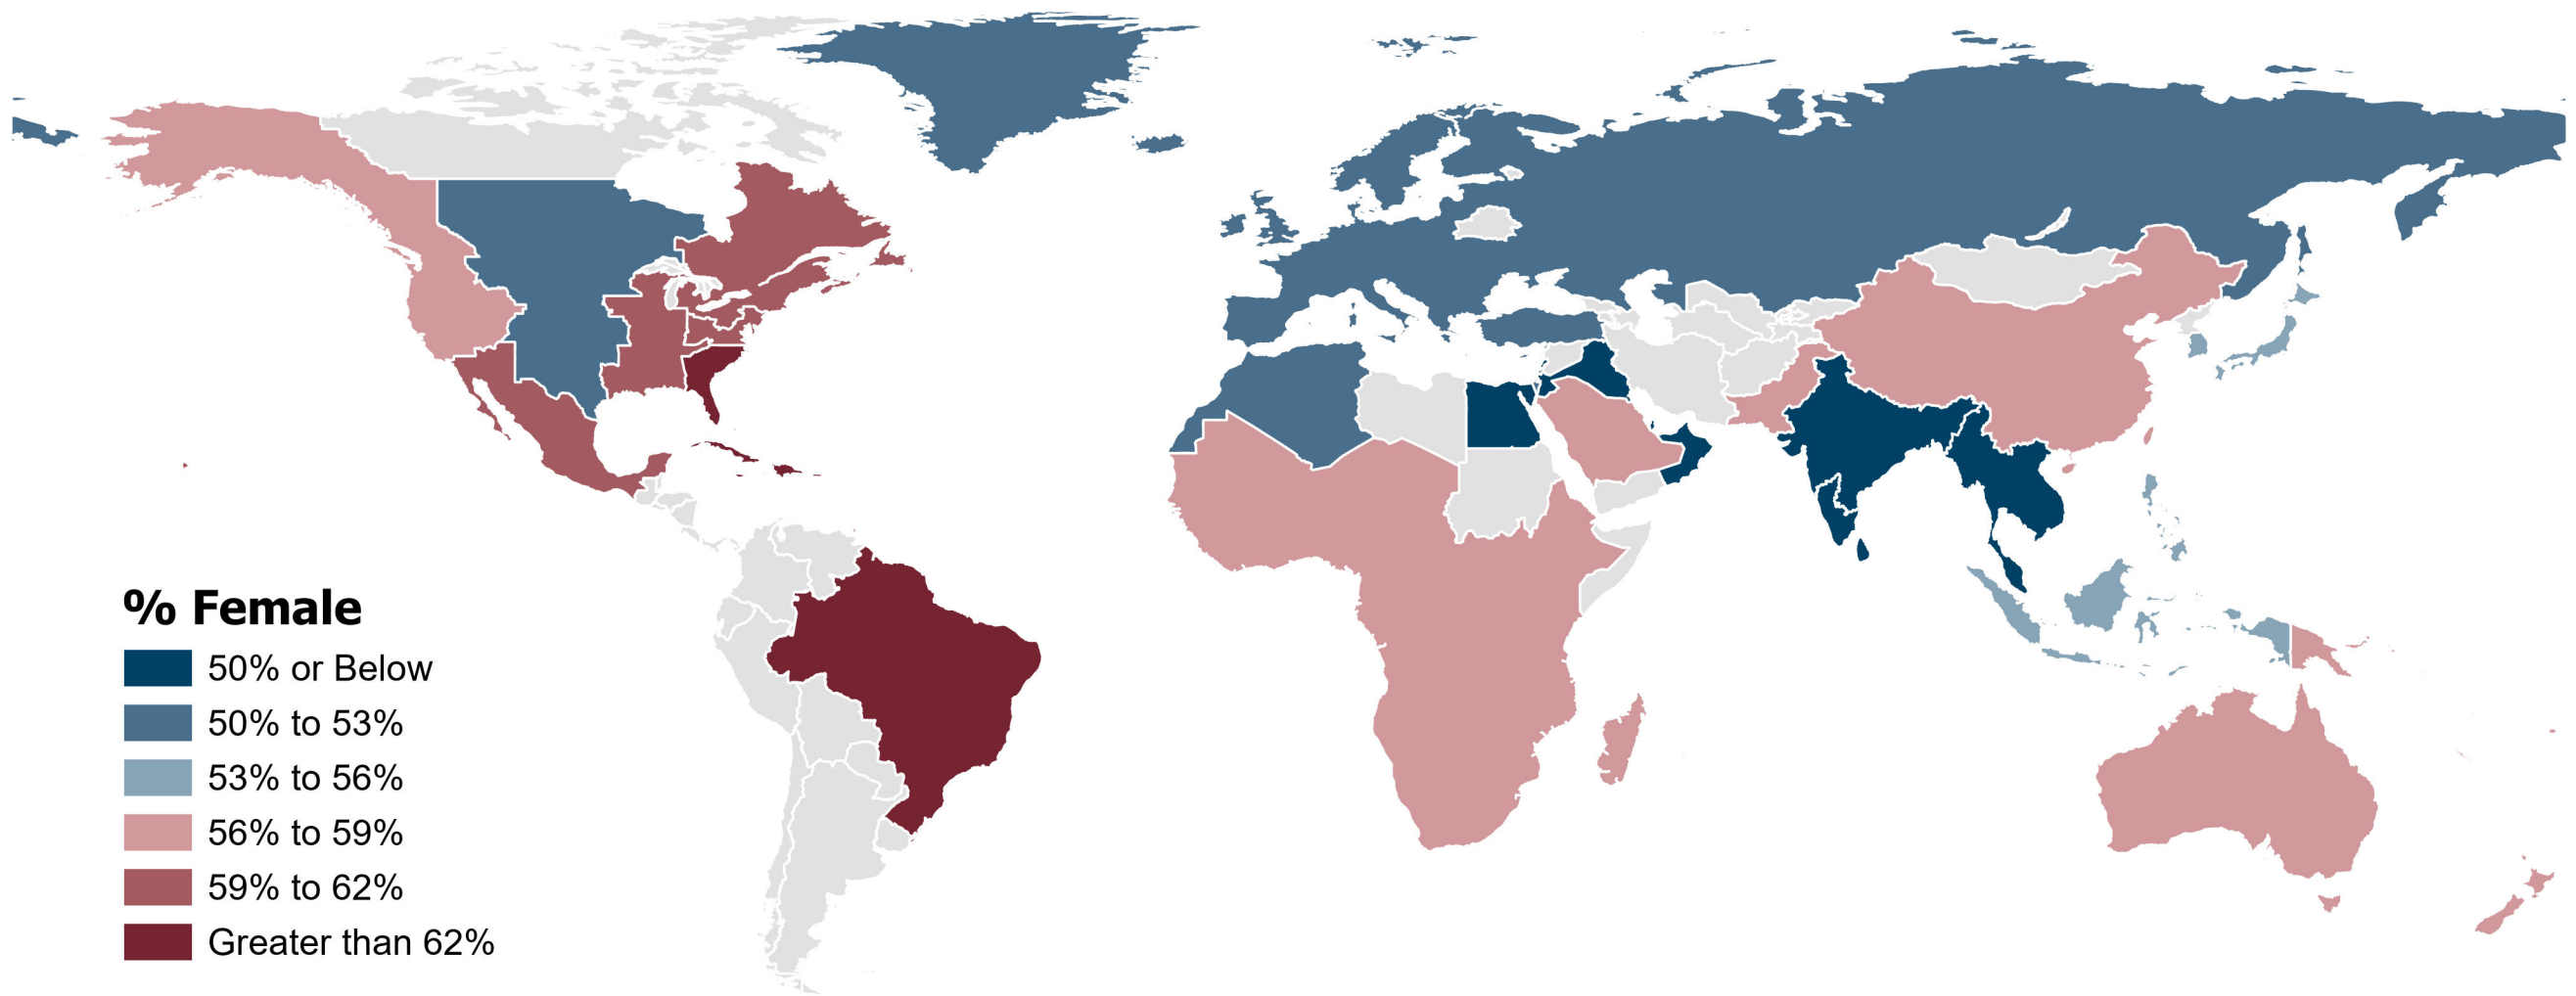 % Female
50% or Below
50% to 53%
53% to 56%
56% to 59%
59% to 62%
Greater than 62%